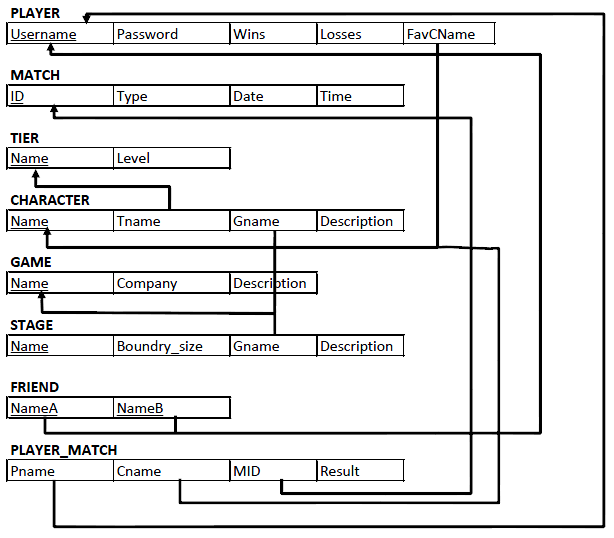 PLAYER
Username Password Wins Losses FavCName
MATCH
ID Type Date Time
TIER
Name Level
CHARACTER
Name Tname Gname Description
GAME
Name Company Description
STAGE
Name Boundry_size Gname Description
FRIEND
NameA NameB
PLAYER_MATCH
Pname Cname MID Result